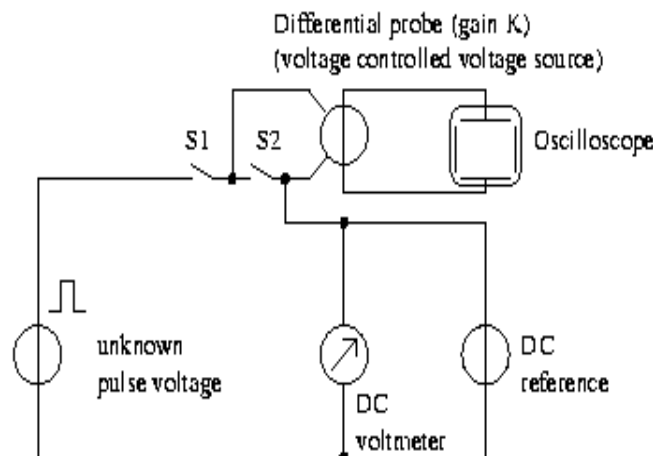 Differential probe (gain K)
(voltage controlled voltage source)
S1
S2
Oscilloscope
unknown
pulse voltage
DC
voltmeter
DC
reference